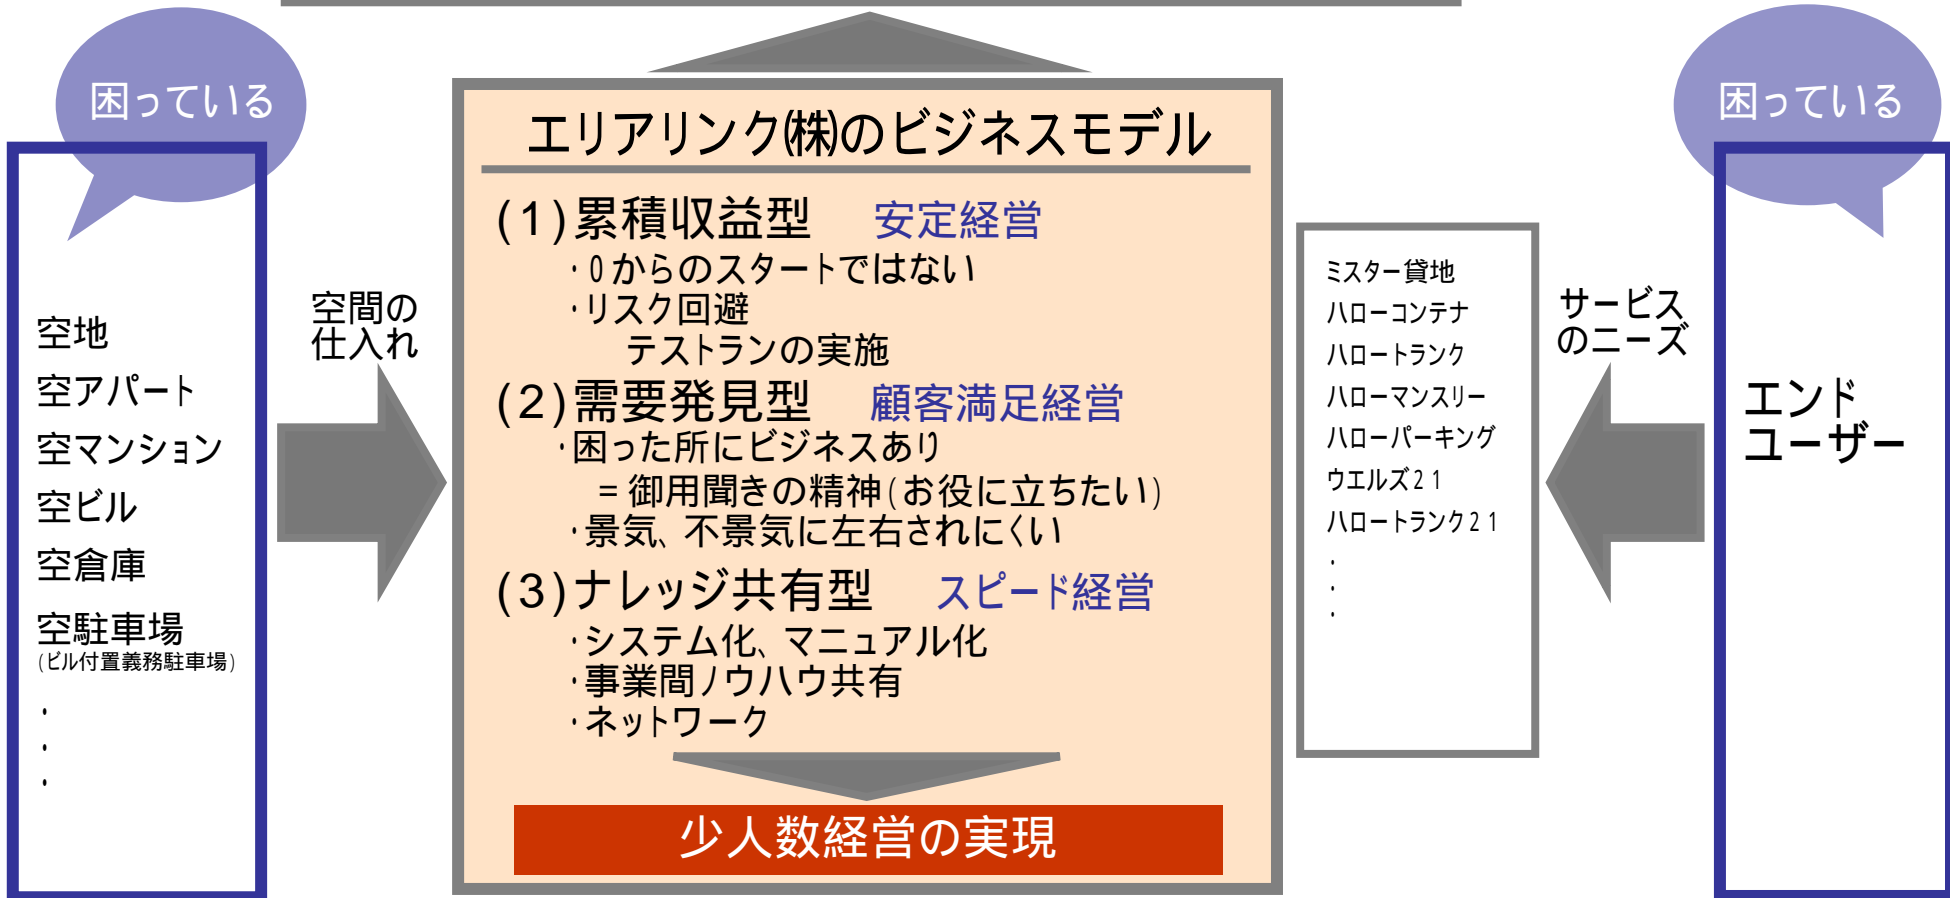 困っている
空地
空アパート
空マンション
空ビル
空倉庫
空駐車場
(ビル付置義務駐車場)
・
・
・
空間の
仕入れ
エリアリンク㈱のビジネスモデル
(1)累積収益型　安定経営
・0からのスタートではない
・リスク回避
テストランの実施
(2)需要発見型　顧客満足経営
・困った所にビジネスあり
=御用聞きの精神(お役に立ちたい)
・景気、不景気に左右されにくい
(3)ナレッジ共有型　スピード経営
・システム化、マニュアル化
・事業間ノウハウ共有
・ネットワーク
少人数経営の実現
ミスター貸地
ハローコンテナ
ハロートランク
ハローマンスリー
ハローパーキング
ウエルズ21
ハロートランク21
・
・
・
サービス
のニーズ
困っている
エンド
ユーザー